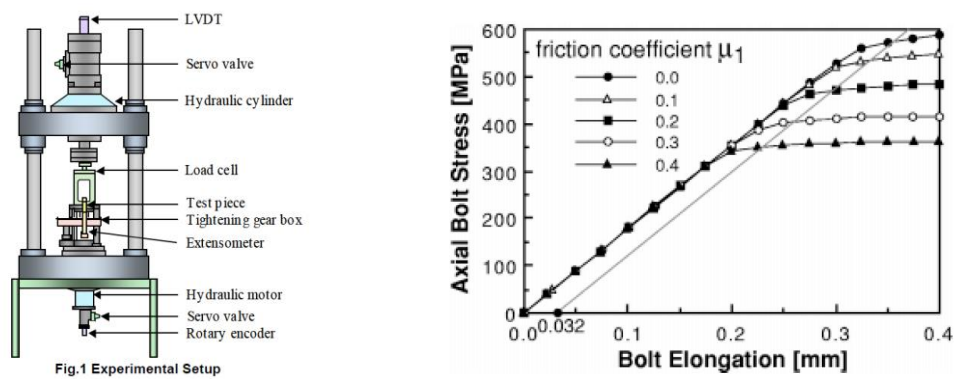 LVDT
Servo valve
Hydraulic cylinder
Load cell
Test piece
Tightening gear box
Extensometer
Hydraulic motor
Servo valve
Rotary encoder
Fig.1 Experimental Setup
Axial Bolt Stress [MPa]
600
500
400
300
200
100
0
friction coefficient μ1
0.0
0.1
0.2
0.3
0.4
0.0
0.032
0.1
0.2
0.3
0.4
Bolt Elongation [mm]